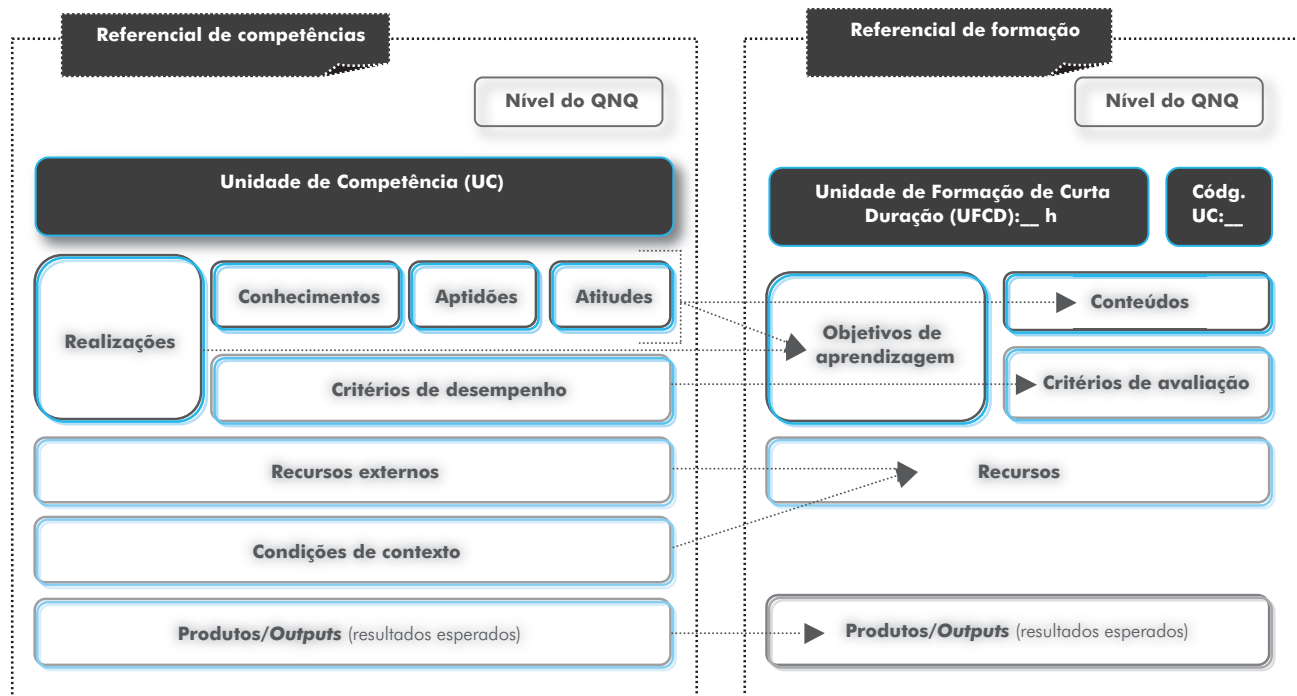 Referencial de competências
Nível do QNQ
Unidade de Competência (UC)
Realizações
Conhecimentos
Aptidões
Atitudes
Critérios de desempenho
Recursos externos
Condições de contexto
Produtos/Outputs (resultados esperados)
Referencial de formação
Nível do QNQ
Unidade de Formação de Curta
Duração (UFCD):__ h
Códg.
UC:__
Objetivos de
aprendizagem
Conteúdos
Critérios de avaliação
Recursos
Produtos/Outputs (resultados esperados)